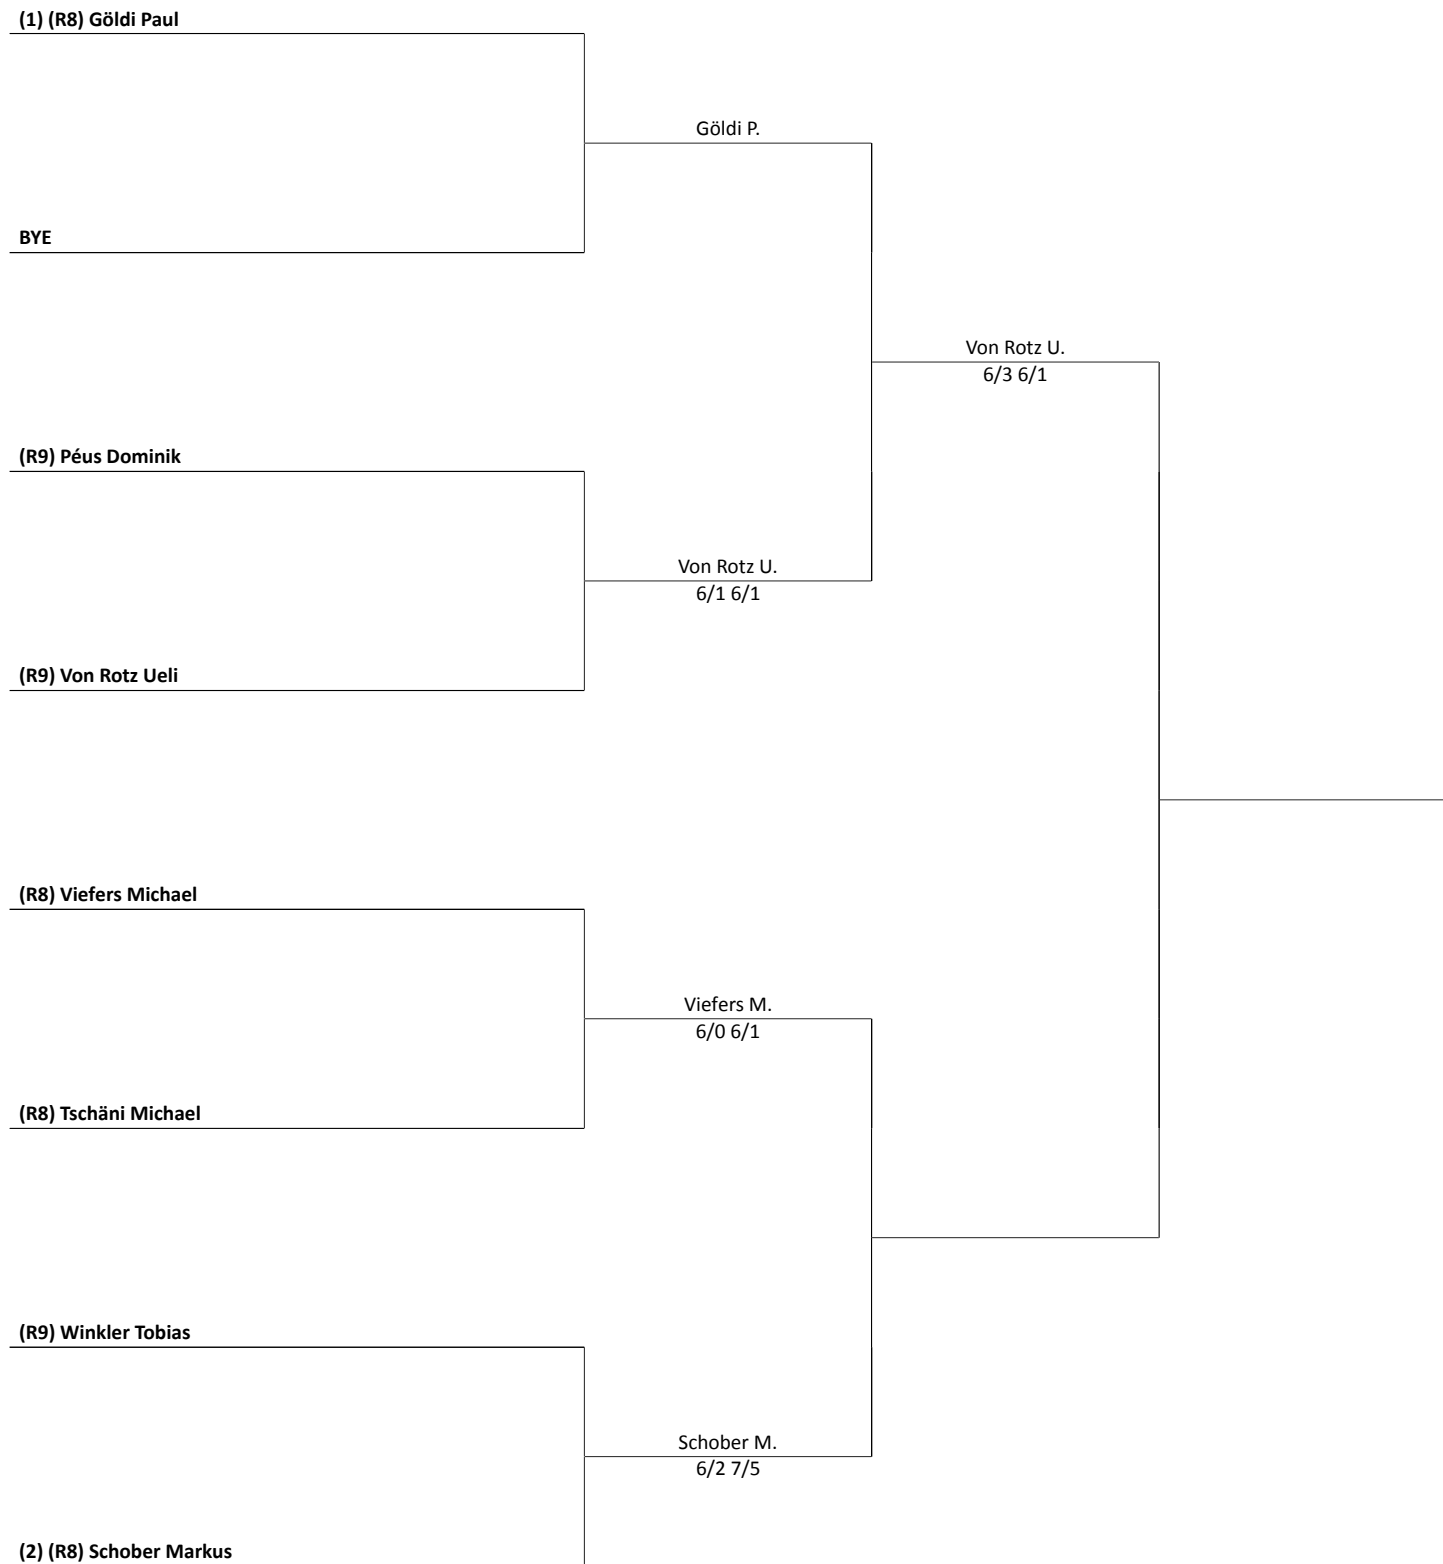 (1) (R8) Göldi Paul
Göldi P.
BYE
Von Rotz U.
6/3 6/1
(R9) Péus Dominik
Von Rotz U.
6/1 6/1
(R9) Von Rotz Ueli
(R8) Viefers Michael
Viefers M.
6/0 6/1
(R8) Tschäni Michael
(R9) Winkler Tobias
Schober M.
6/2 7/5
(2) (R8) Schober Markus